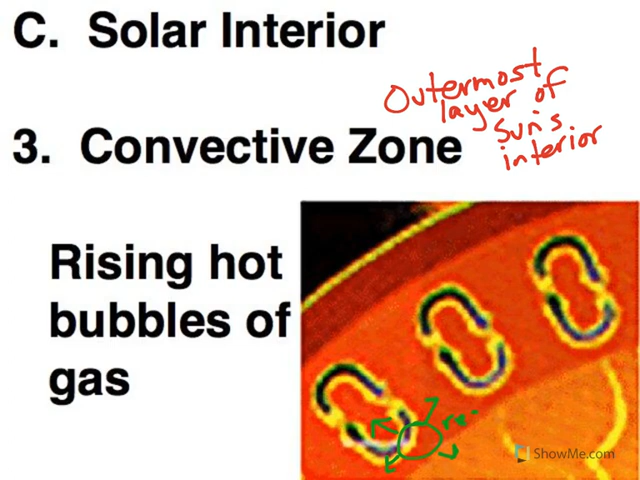 C. Solar Interior
Outermost
layer of
Sun's
interior
3. Convective Zone
Rising hot
bubbles of
gas
ShowMe.com